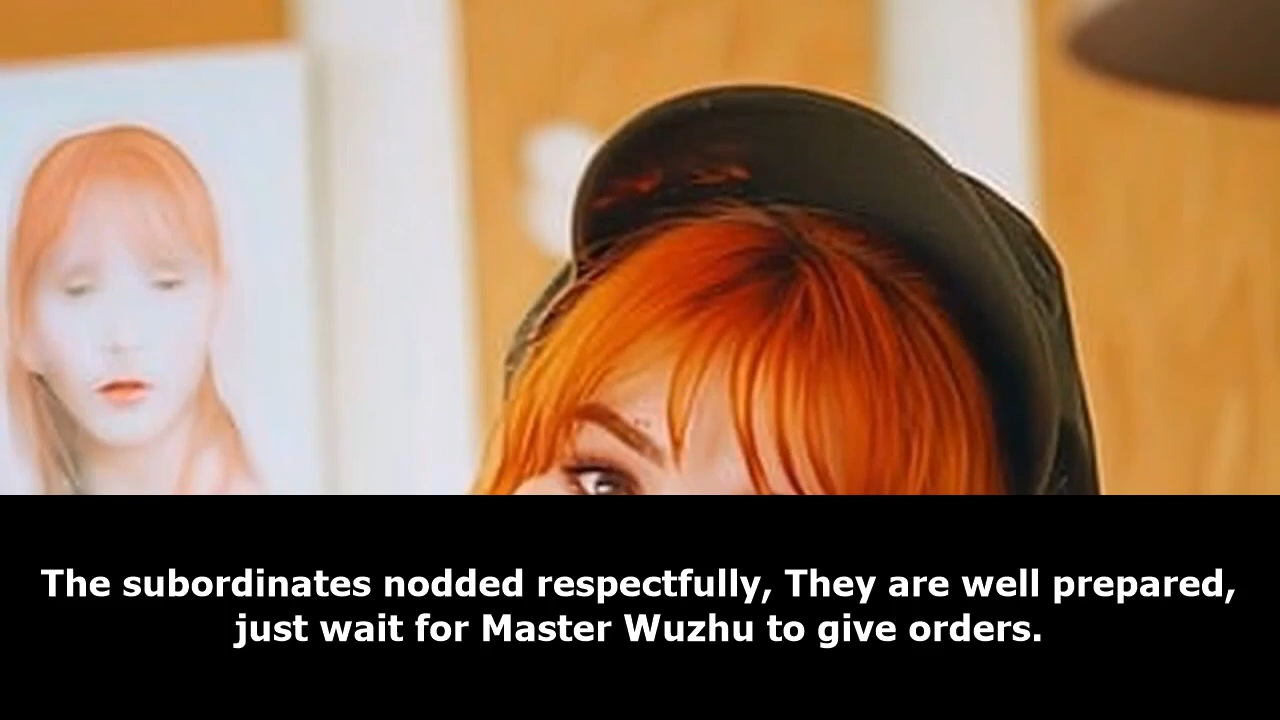 The subordinates nodded respectfully, They are well prepared,
just wait for Master Wuzhu to give orders.